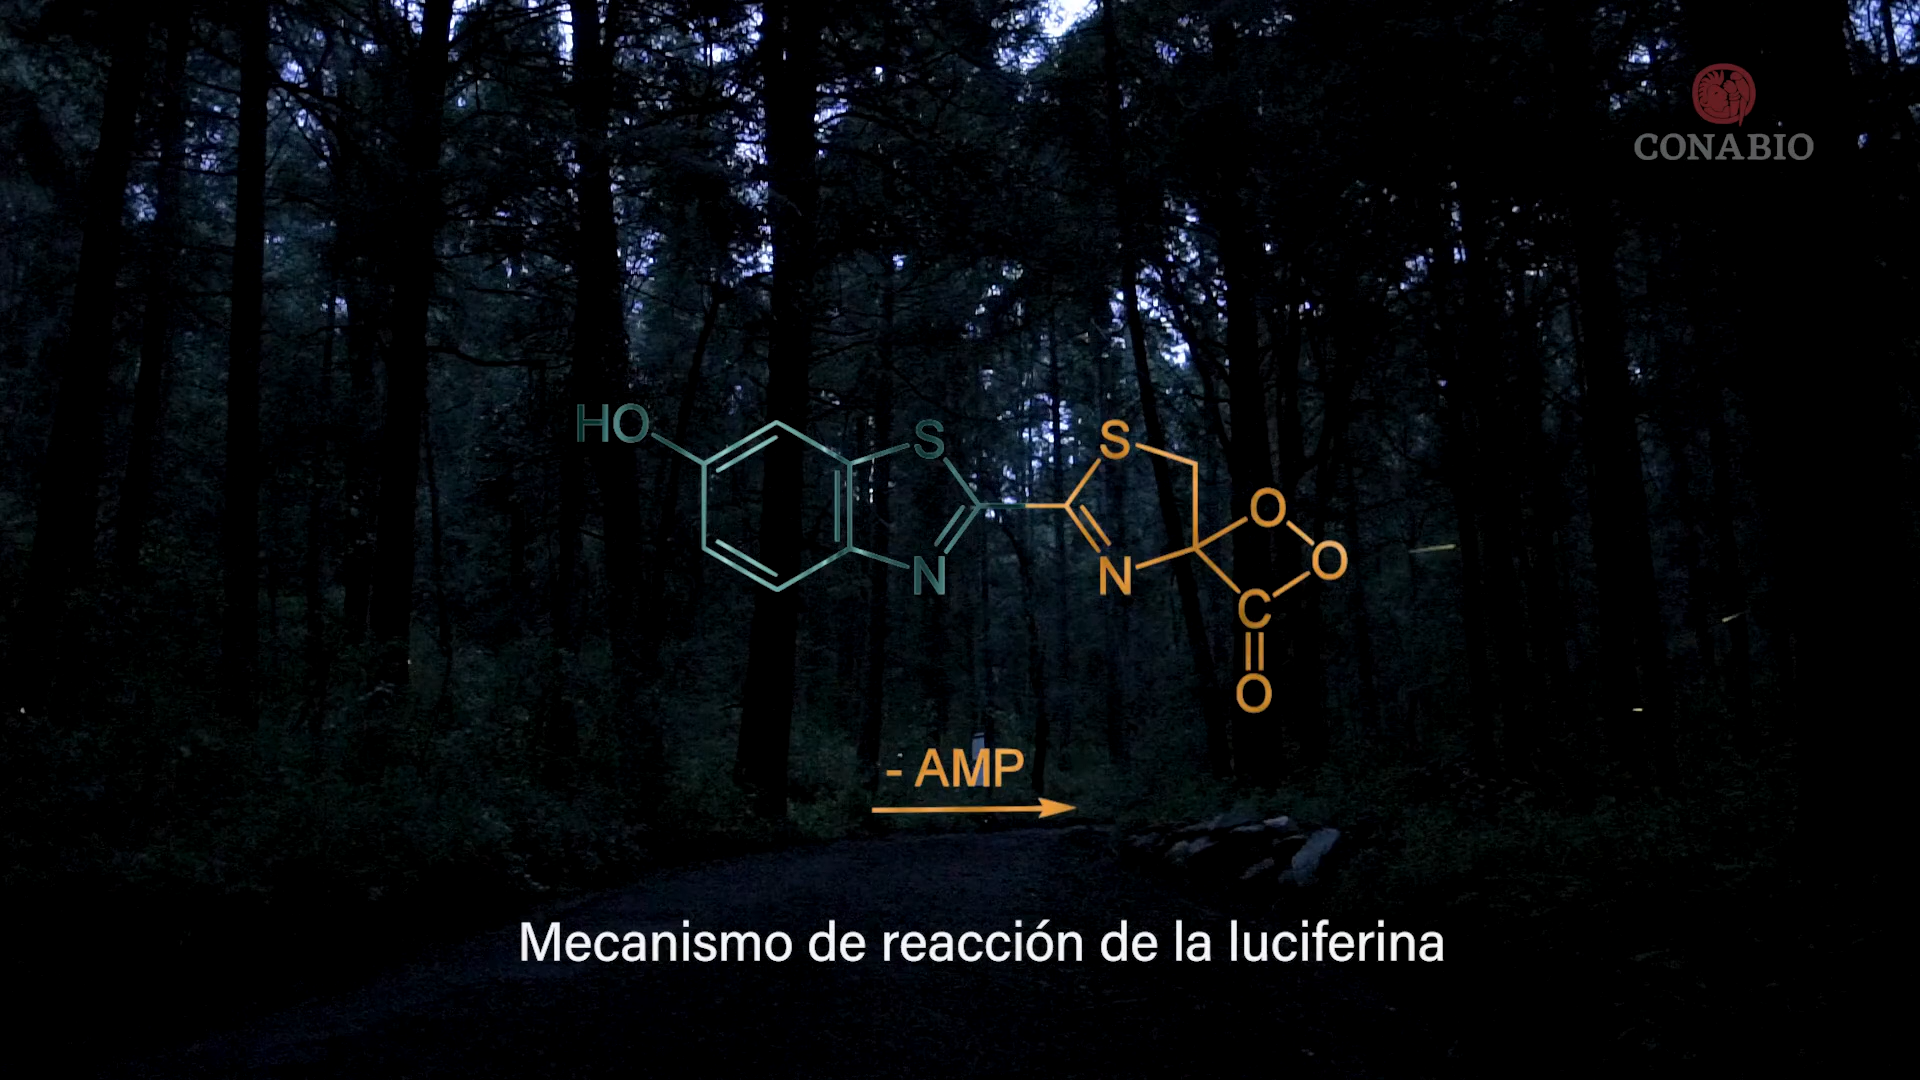 CONABIO
HO
S
S
O
O
N
N
C
O
- AMP
Mecanismo de reacción de la luciferina